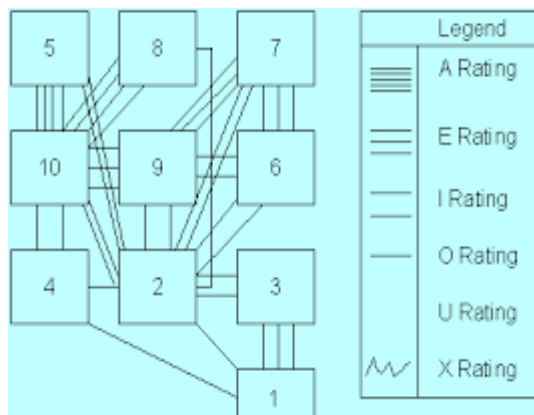 5 8 7
10 9 6
4 2 3
1
Legend
A Rating
E Rating
I Rating
O Rating
U Rating
X Rating